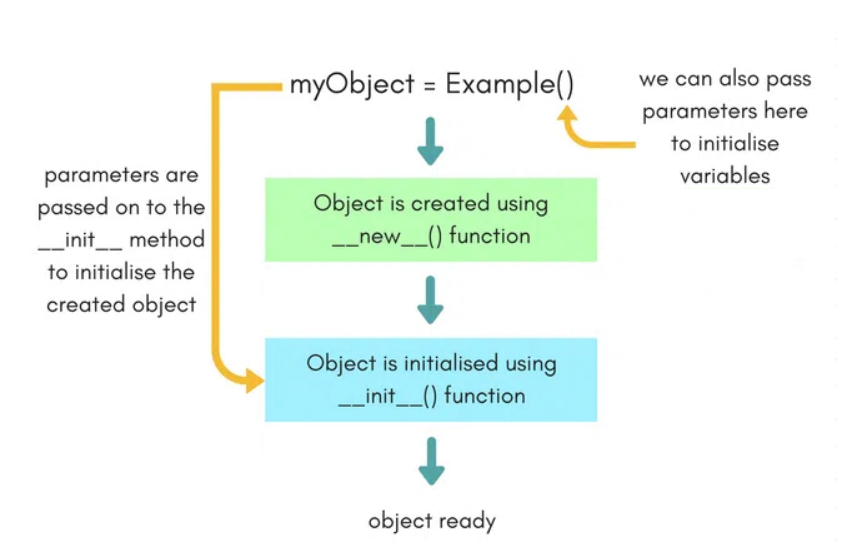 myObject = Example()
we can also pass
parameters here
to initialise
variables
parameters are
passed on to the
__init__ method
to initialise the
created object
Object is created using
__new__() function
Object is initialised using
__init__() function
object ready